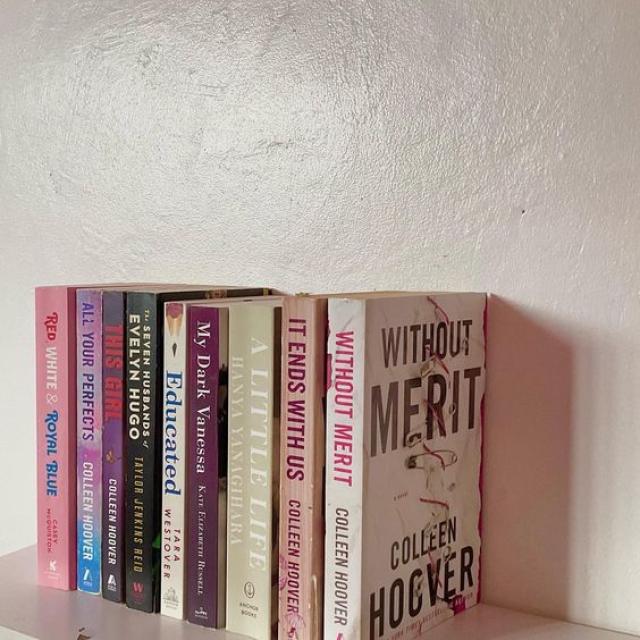 RED WHITE & ROYAL BLUE
CASEY McQUISTON
ALL YOUR PERFECTS
COLLEEN HOOVER
THIS GIRL
COLLEEN HOOVER
THE SEVEN HUSBANDS of
EVELYN HUGO
TAYLOR JENKINS REID
Educated
TARA
WESTOVER
My Dark Vanessa
KATE ELIZABETH RUSSELL
A LITTLE LIFE
HANYA YANAGIHARA
ANCHOR
BOOKS
IT ENDS WITH US
COLLEEN HOOVER
WITHOUT MERIT
COLLEEN HOOVER
WITHOUT
MERIT
A NOVEL
COLLEEN
HOOVER